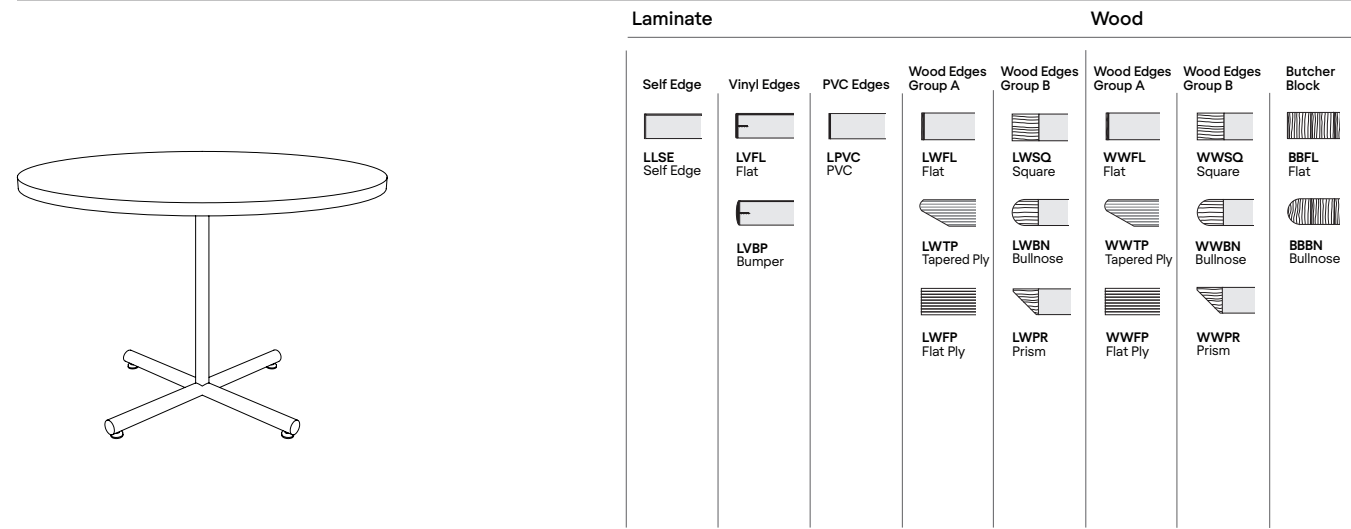 Laminate
Wood
Self Edge
LLSE
Self Edge
Vinyl Edges
LVFL
Flat
LVBP
Bumper
PVC Edges
LPVC
PVC
Wood Edges
Group A
LWFL
Flat
LWTP
Tapered Ply
LWFP
Flat Ply
Wood Edges
Group B
LWSQ
Square
LWBN
Bullnose
LWPR
Prism
Wood Edges
Group A
WWFL
Flat
WWTP
Tapered Ply
WWFP
Flat Ply
Wood Edges
Group B
WWSQ
Square
WWBN
Bullnose
WWPR
Prism
Butcher
Block
BBFL
Flat
BBBN
Bullnose